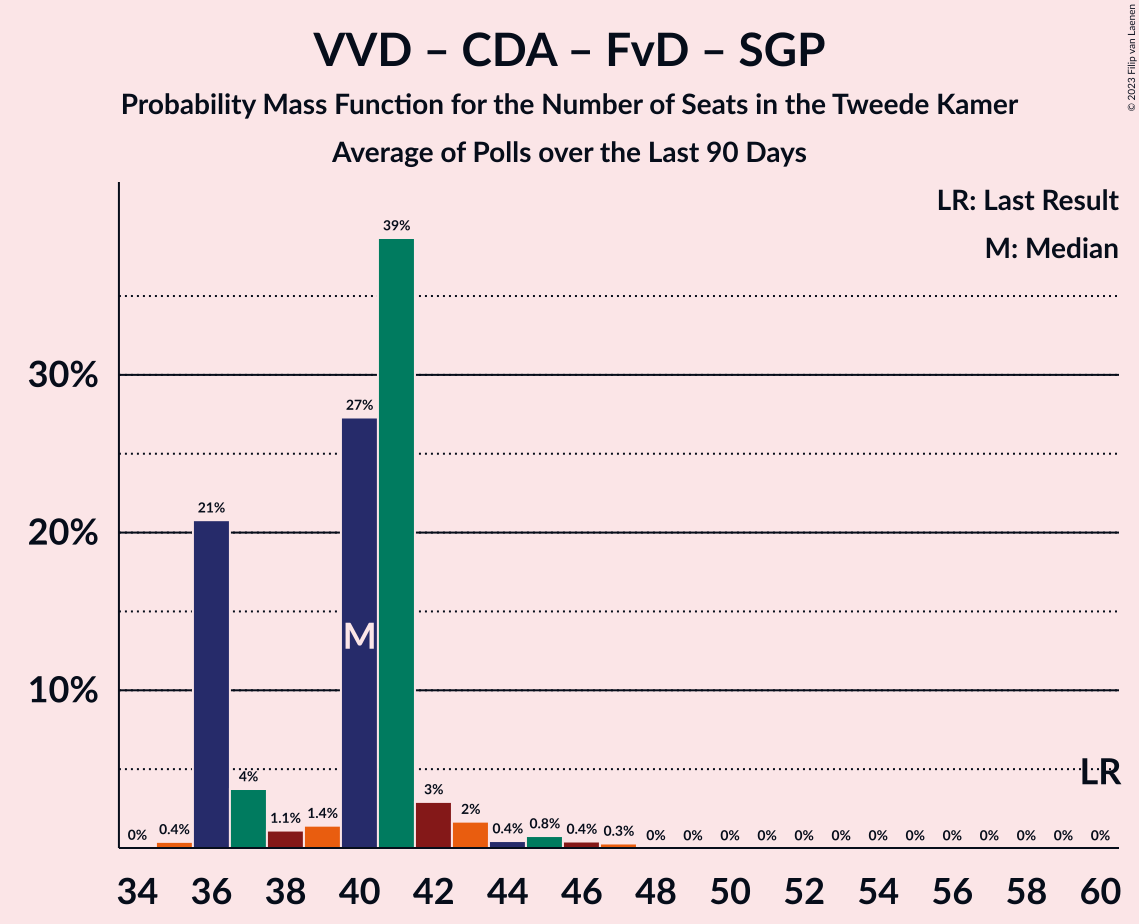 VVD – CDA – FvD – SGP
Probability Mass Function for the Number of Seats in the Tweede Kamer
Average of Polls over the Last 90 Days
© 2023 Filip van Laenen
LR: Last Result
M: Median
30%
20%
10%
0% 0.4% 21% 4% 1.1% 1.4% 27% 39% 3% 2% 0.4% 0.8% 0.4% 0.3% 0% 0% 0% 0% 0% 0% 0% 0% 0% 0% 0% 0% 0%
M
LR
34 36 38 40 42 44 46 48 50 52 54 56 58 60